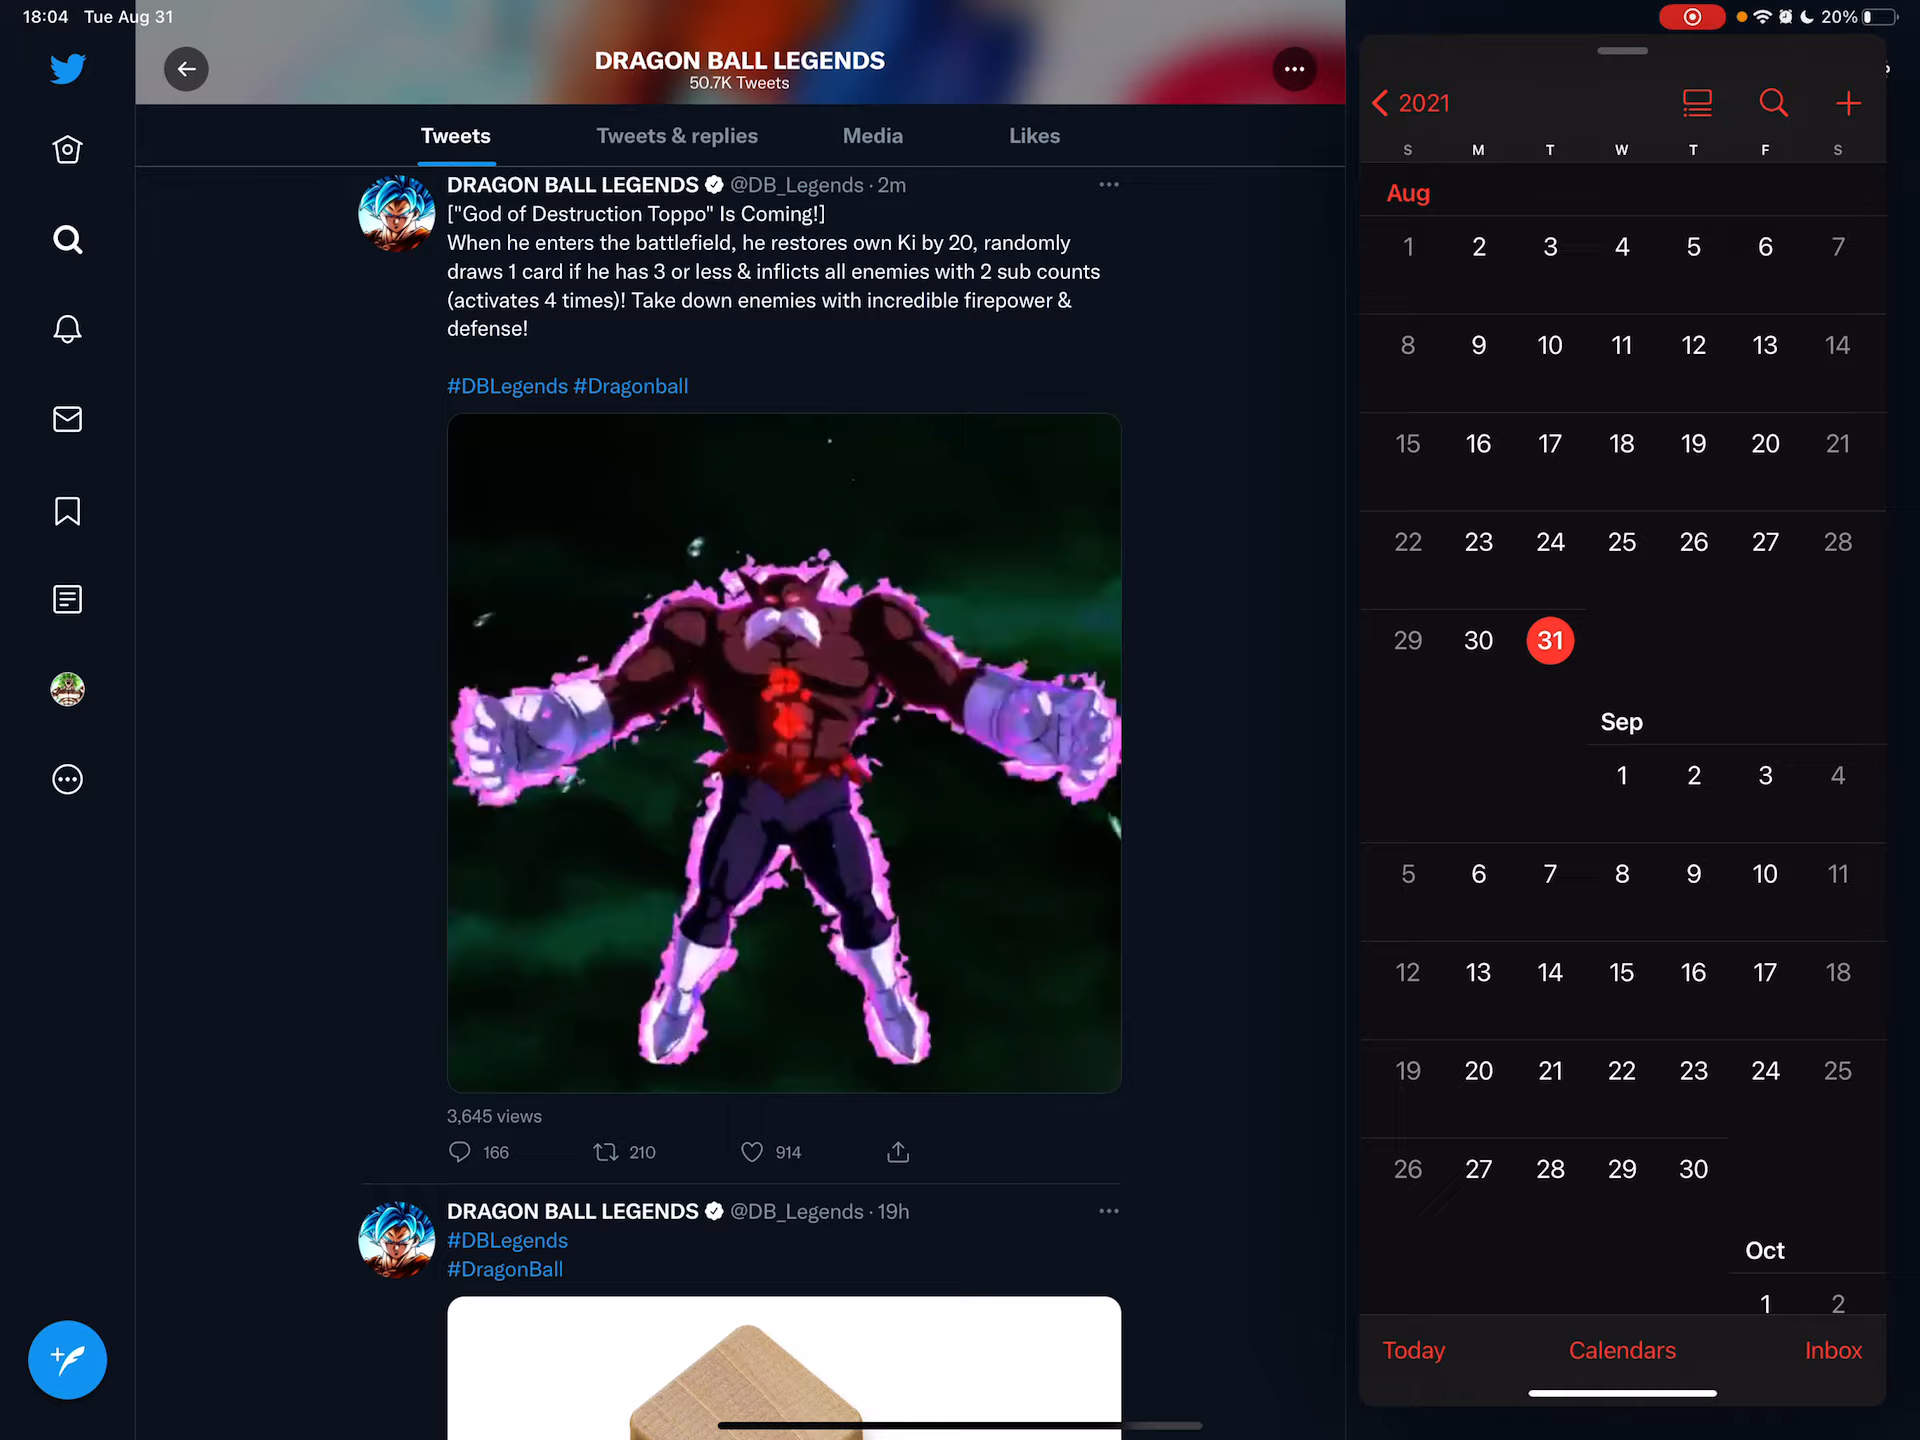 18:04 Tue Aug 31
20%
DRAGON BALL LEGENDS
50.7K Tweets
Tweets Tweets & replies Media Likes
DRAGON BALL LEGENDS @DB_Legends · 2m
["God of Destruction Toppo" Is Coming!]
When he enters the battlefield, he restores own Ki by 20, randomly
draws 1 card if he has 3 or less & inflicts all enemies with 2 sub counts
(activates 4 times)! Take down enemies with incredible firepower &
defense!
#DBLegends #Dragonball
3,645 views
166 210 914
DRAGON BALL LEGENDS @DB_Legends · 19h
#DBLegends
#DragonBall
2021
S M T W T F S
Aug
1 2 3 4 5 6 7
8 9 10 11 12 13 14
15 16 17 18 19 20 21
22 23 24 25 26 27 28
29 30 31
Sep
1 2 3 4
5 6 7 8 9 10 11
12 13 14 15 16 17 18
19 20 21 22 23 24 25
26 27 28 29 30
Oct
1 2
Today Calendars Inbox